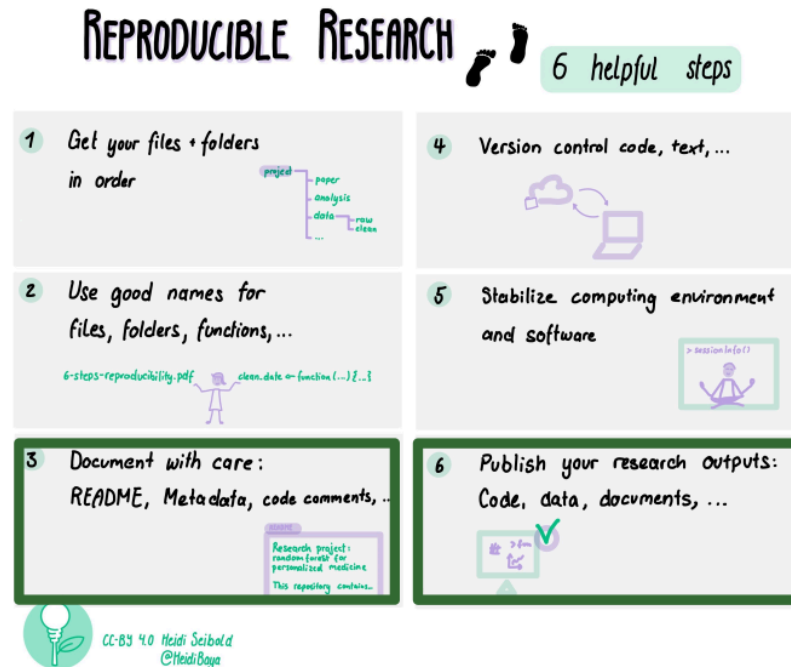 REPRODUCIBLE RESEARCH
6 helpful steps
1 Get your files + folders
in order
project
paper
analysis
data
raw
clean
...
2 Use good names for
files, folders, functions,...
6-steps-reproducibility.pdf
clean_date <- function(...) {...}
3 Document with care:
README, Metadata, code comments, ..
README
Research project:
random forest for
personalized medicine
This repository contains...
4 Version control code, text, ...
5 Stabilize computing environment
and software
> sessionInfo()
6 Publish your research outputs:
Code, data, documents, ...
CC-BY 4.0 Heidi Seibold
@HeidiBaya